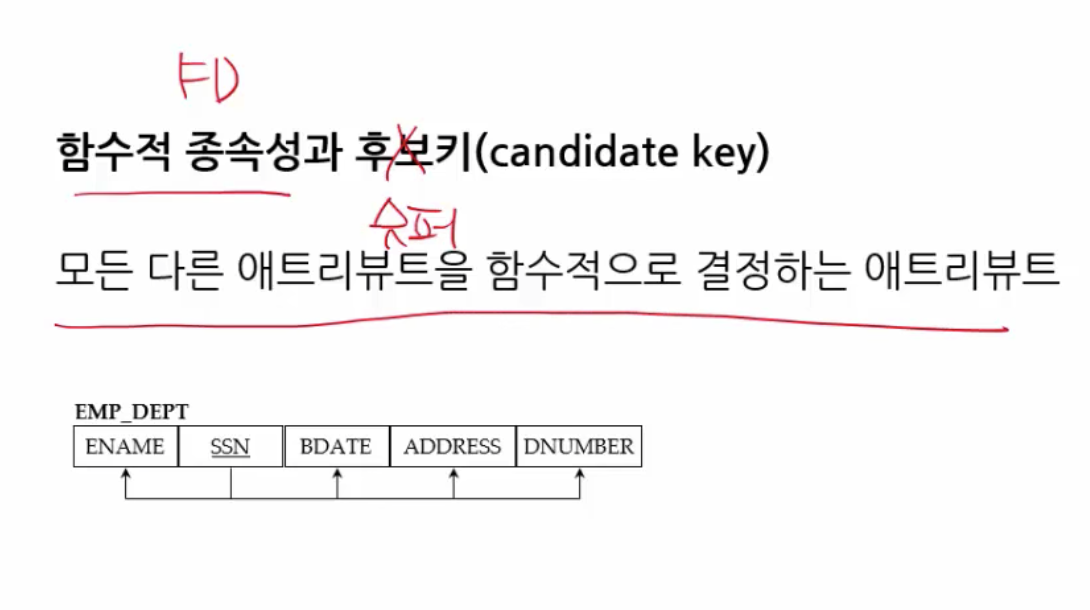 FD
함수적 종속성과 후보키(candidate key)
슈퍼
모든 다른 애트리뷰트을 함수적으로 결정하는 애트리뷰트
EMP_DEPT
ENAME SSN BDATE ADDRESS DNUMBER